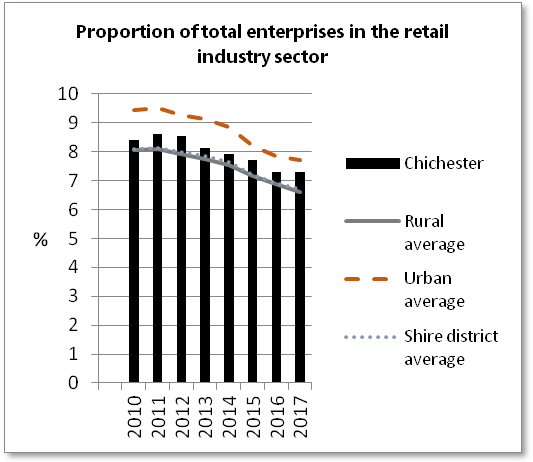 Proportion of total enterprises in the retail
industry sector
10
9
8
7
6
5
4
3
2
1
0
%
2010
2011
2012
2013
2014
2015
2016
2017
Chichester
Rural
average
Urban
average
Shire district
average